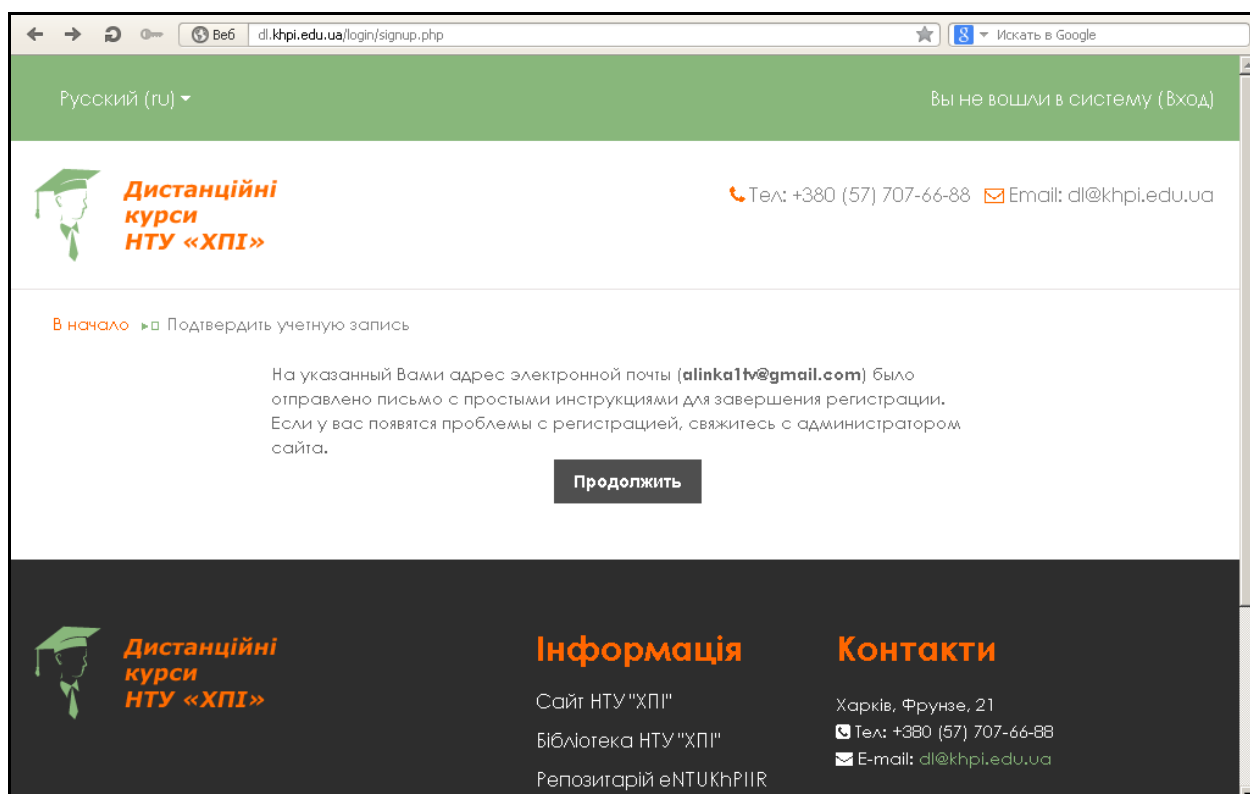 Веб
dl.khpi.edu.ua/login/signup.php
Искать в Google
Русский (ru)
Вы не вошли в систему (Вход)
Дистанційні
курси
НТУ «ХПІ»
Тел: +380 (57) 707-66-88 Email: dl@khpi.edu.ua
В начало Подтвердить учетную запись
На указанный Вами адрес электронной почты (alinka1tv@gmail.com) было
отправлено письмо с простыми инструкциями для завершения регистрации.
Если у вас появятся проблемы с регистрацией, свяжитесь с администратором
сайта.
Продолжить
Дистанційні
курси
НТУ «ХПІ»
Інформація
Сайт НТУ "ХПІ"
Бібліотека НТУ "ХПІ"
Репозитарій eNTUKhPIIR
Контакти
Харків, Фрунзе, 21
Тел: +380 (57) 707-66-88
E-mail: dl@khpi.edu.ua